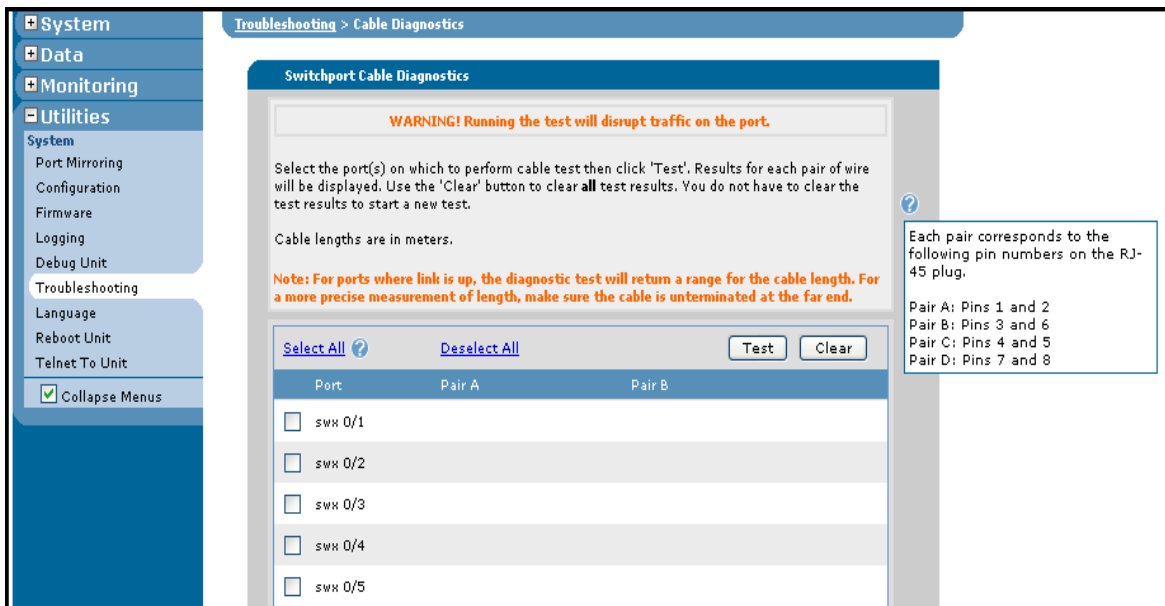 System
Data
Monitoring
Utilities
System
Port Mirroring
Configuration
Firmware
Logging
Debug Unit
Troubleshooting
Language
Reboot Unit
Telnet To Unit
Collapse Menus
Troubleshooting > Cable Diagnostics
Switchport Cable Diagnostics
WARNING! Running the test will disrupt traffic on the port.
Select the port(s) on which to perform cable test then click 'Test'. Results for each pair of wire
will be displayed. Use the 'Clear' button to clear all test results. You do not have to clear the
test results to start a new test.
Cable lengths are in meters.
Note: For ports where link is up, the diagnostic test will return a range for the cable length. For
a more precise measurement of length, make sure the cable is unterminated at the far end.
Select All ? Deselect All Test Clear
Port Pair A Pair B
swx 0/1
swx 0/2
swx 0/3
swx 0/4
swx 0/5
?
Each pair corresponds to the
following pin numbers on the RJ-
45 plug.
Pair A: Pins 1 and 2
Pair B: Pins 3 and 6
Pair C: Pins 4 and 5
Pair D: Pins 7 and 8